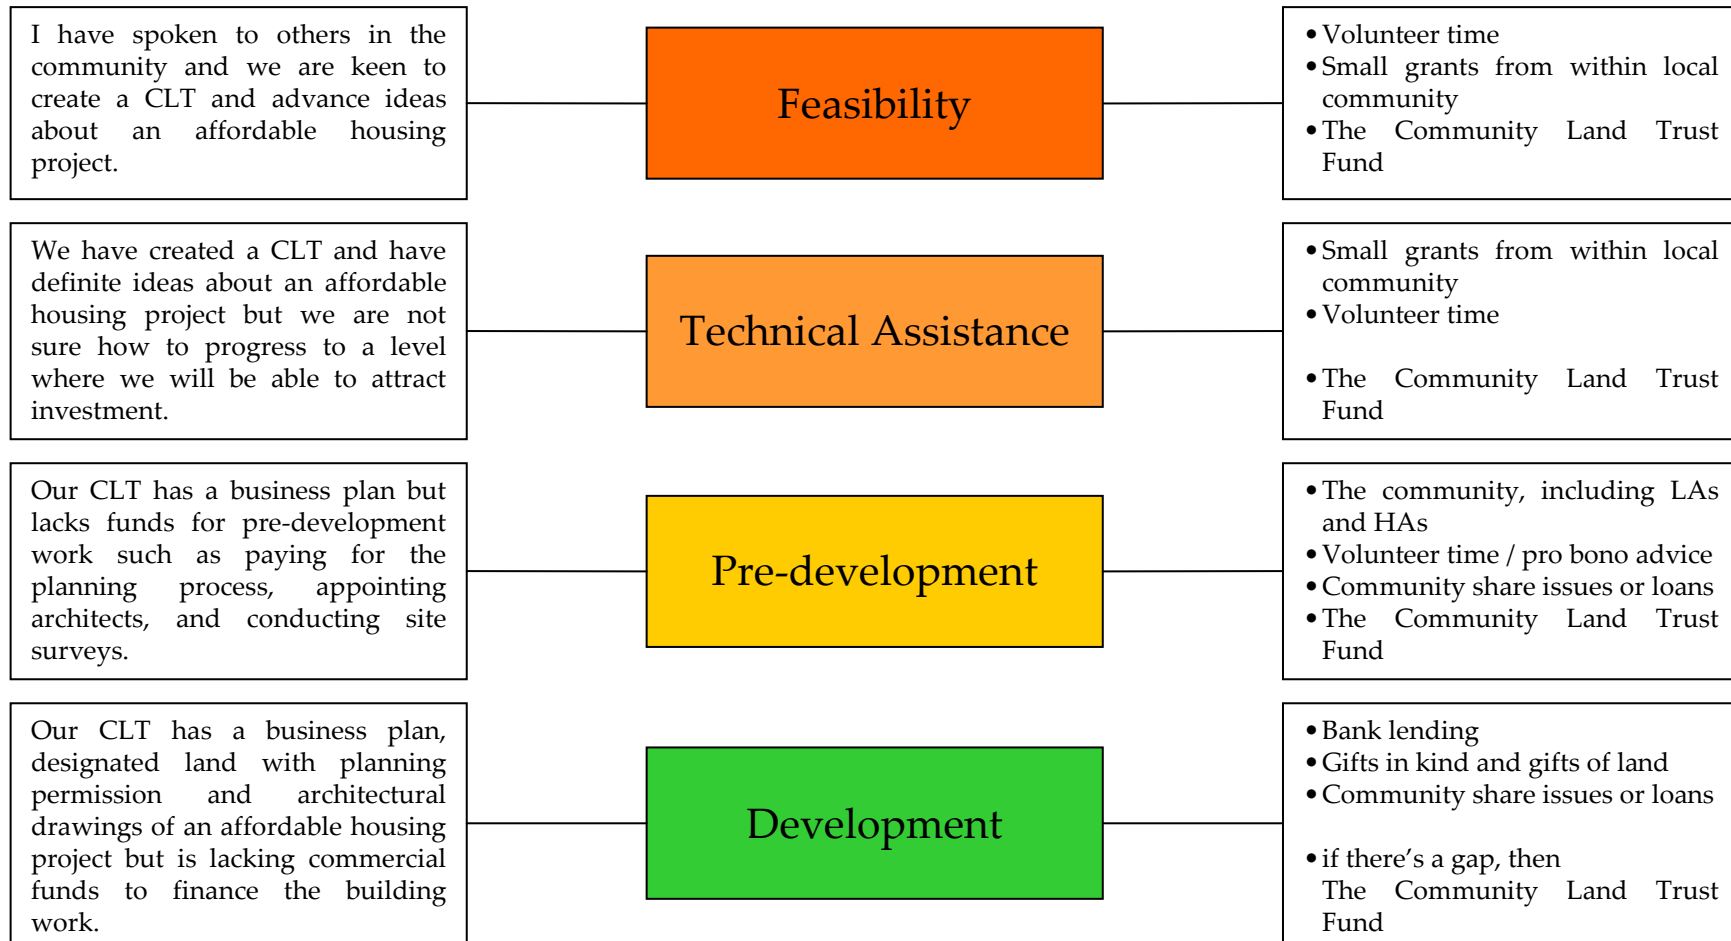 I have spoken to others in the
community and we are keen to
create a CLT and advance ideas
about an affordable housing
project.
Feasibility
•Volunteer time
•Small grants from within local
community
•The Community Land Trust
Fund
We have created a CLT and have
definite ideas about an affordable
housing project but we are not
sure how to progress to a level
where we will be able to attract
investment.
Technical Assistance
•Small grants from within local
community
•Volunteer time
•The Community Land Trust
Fund
Our CLT has a business plan but
lacks funds for pre-development
work such as paying for the
planning process, appointing
architects, and conducting site
surveys.
Pre-development
•The community, including LAs
and HAs
•Volunteer time / pro bono advice
•Community share issues or loans
•The Community Land Trust
Fund
Our CLT has a business plan,
designated land with planning
permission and architectural
drawings of an affordable housing
project but is lacking commercial
funds to finance the building
work.
Development
•Bank lending
•Gifts in kind and gifts of land
•Community share issues or loans
•if there’s a gap, then
The Community Land Trust
Fund